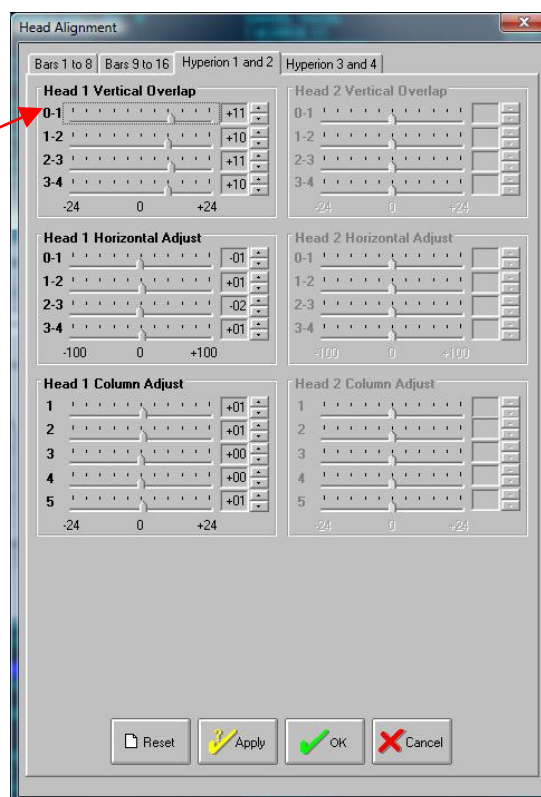 Head Alignment
Bars 1 to 8 Bars 9 to 16 Hyperion 1 and 2 Hyperion 3 and 4
Head 1 Vertical Overlap
0-1 +11
1-2 +10
2-3 +11
3-4 +10
-24 0 +24
Head 2 Vertical Overlap
0-1
1-2
2-3
3-4
-24 0 +24
Head 1 Horizontal Adjust
0-1 -01
1-2 +01
2-3 -02
3-4 +01
-100 0 +100
Head 2 Horizontal Adjust
0-1
1-2
2-3
3-4
-100 0 +100
Head 1 Column Adjust
1 +01
2 +01
3 +00
4 +00
5 +01
-24 0 +24
Head 2 Column Adjust
1
2
3
4
5
-24 0 +24
Reset Apply OK Cancel